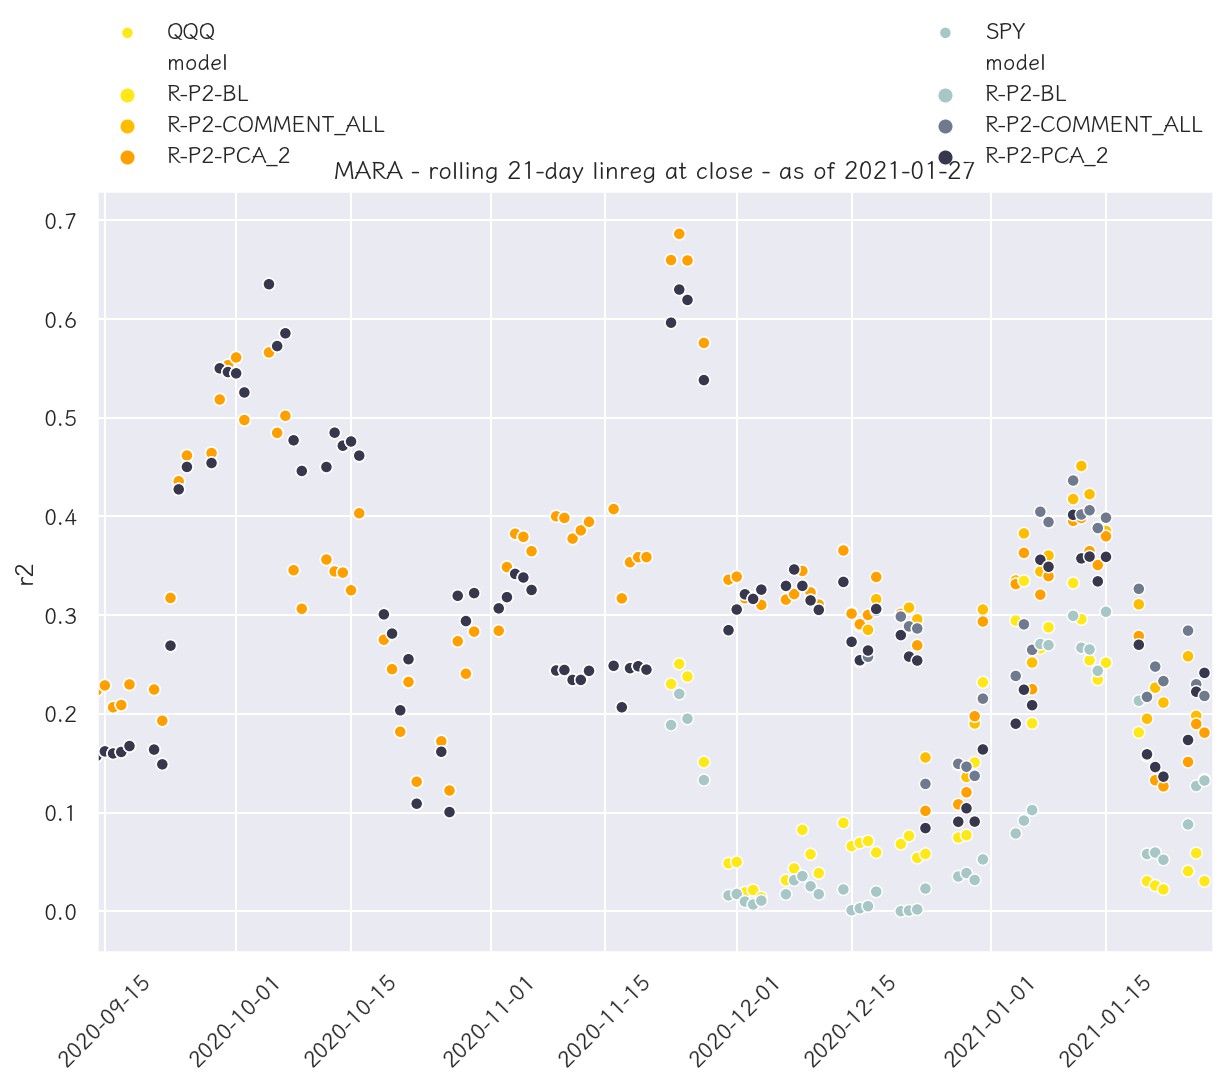 QQQ
model
R-P2-BL
R-P2-COMMENT_ALL
R-P2-PCA_2
SPY
model
R-P2-BL
R-P2-COMMENT_ALL
R-P2-PCA_2
MARA - rolling 21-day linreg at close - as of 2021-01-27
0.7
0.6
0.5
0.4
0.3
0.2
0.1
0.0
r2
2020-09-15
2020-10-01
2020-10-15
2020-11-01
2020-11-15
2020-12-01
2020-12-15
2021-01-01
2021-01-15